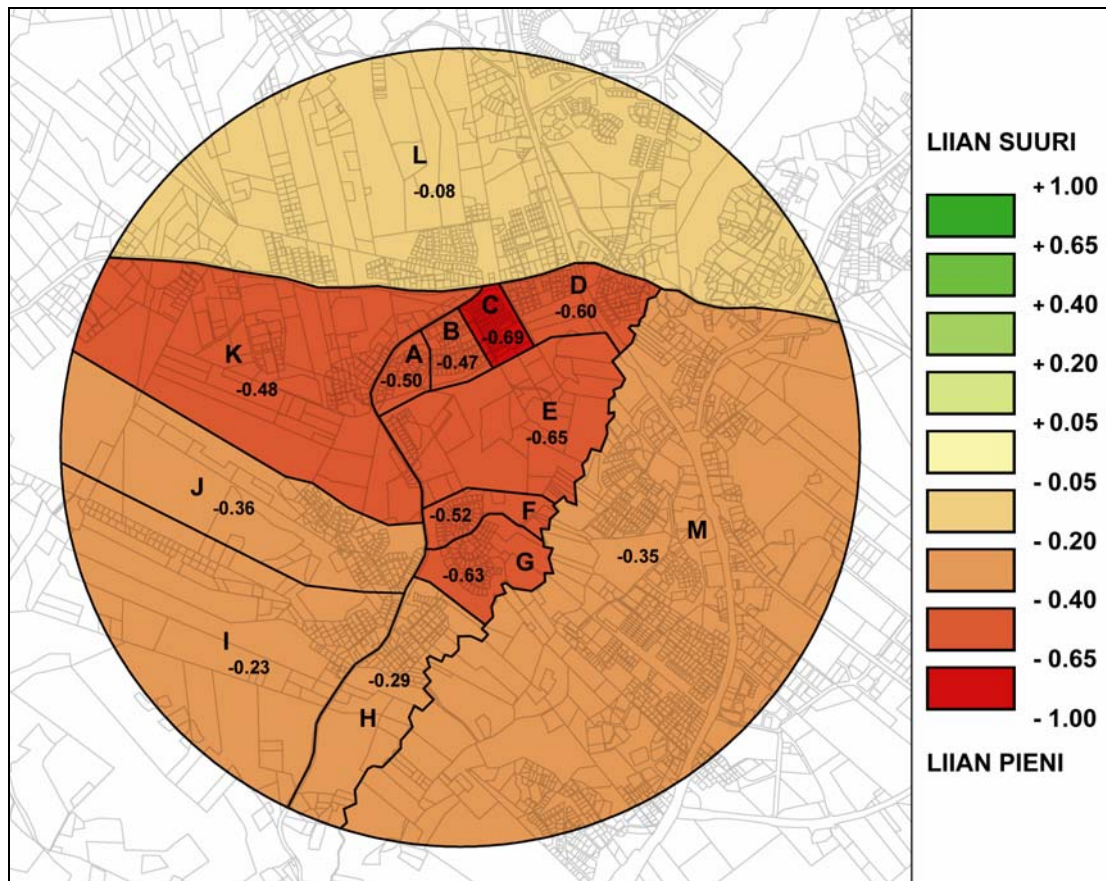 L
-0.08
D
-0.60
C
-0.69
B
-0.47
A
-0.50
K
-0.48
E
-0.65
J
-0.36
-0.52
F
M
-0.35
G
-0.63
I
-0.23
-0.29
H
LIIAN SUURI
+ 1.00
+ 0.65
+ 0.40
+ 0.20
+ 0.05
- 0.05
- 0.20
- 0.40
- 0.65
- 1.00
LIIAN PIENI